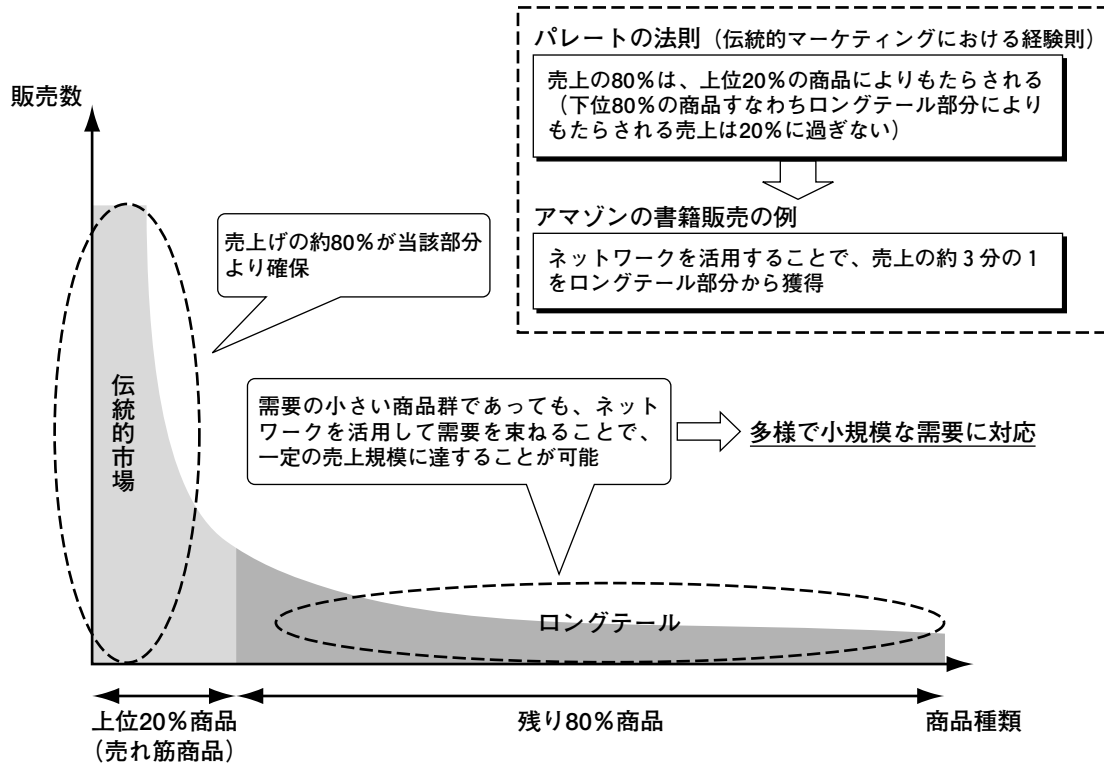 パレートの法則（伝統的マーケティングにおける経験則）
売上の80％は、上位20％の商品によりもたらされる
（下位80％の商品すなわちロングテール部分により
もたらされる売上は20％に過ぎない）
アマゾンの書籍販売の例
ネットワークを活用することで、売上の約３分の１
をロングテール部分から獲得
販売数
売上げの約80％が当該部分
より確保
伝統的市場
需要の小さい商品群であっても、ネット
ワークを活用して需要を束ねることで、
一定の売上規模に達することが可能
多様で小規模な需要に対応
ロングテール
上位20％商品
（売れ筋商品）
残り80％商品
商品種類